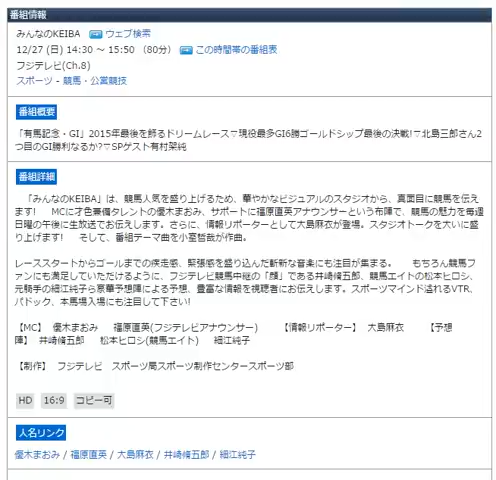 番組情報
みんなのKEIBA ウェブ検索
12/27 (日) 14:30 ～ 15:50 （80分） この時間帯の番組表
フジテレビ(Ch.8)
スポーツ - 競馬・公営競技
番組概要
「有馬記念・GI」2015年最後を飾るドリームレース▽現役最多GI6勝ゴールドシップ最後の決戦!▽北島三郎さん2
つ目のGI勝利なるか?▽SPゲスト有村架純
番組詳細
「みんなのKEIBA」は、競馬人気を盛り上げるため、華やかなビジュアルのスタジオから、真面目に競馬を伝え
ます! MCに才色兼備タレントの優木まおみ、サポートに福原直英アナウンサーという布陣で、競馬の魅力を毎週
日曜の午後に生放送でお伝えします。さらに、情報リポーターとして大島麻衣が登場。スタジオトークを大いに盛
り上げます! そして、番組テーマ曲を小室哲哉が作曲。
レーススタートからゴールまでの疾走感、緊張感を盛り込んだ斬新な音楽にも注目が集まる。 もちろん競馬フ
ァンにも満足していただけるように、フジテレビ競馬中継の「顔」である井崎脩五郎、競馬エイトの松本ヒロシ、
元騎手の細江純子ら豪華予想陣による予想、豊富な情報を視聴者にお伝えします。スポーツマインド溢れるVTR、
パドック、本馬場入場にも注目して下さい!
【MC】 優木まおみ 福原直英(フジテレビアナウンサー) 【情報リポーター】 大島麻衣 【予想
陣】 井崎脩五郎 松本ヒロシ(競馬エイト) 細江純子
【制作】 フジテレビ スポーツ局スポーツ制作センタースポーツ部
HD 16:9 コピー可
人名リンク
優木まおみ / 福原直英 / 大島麻衣 / 井崎脩五郎 / 細江純子